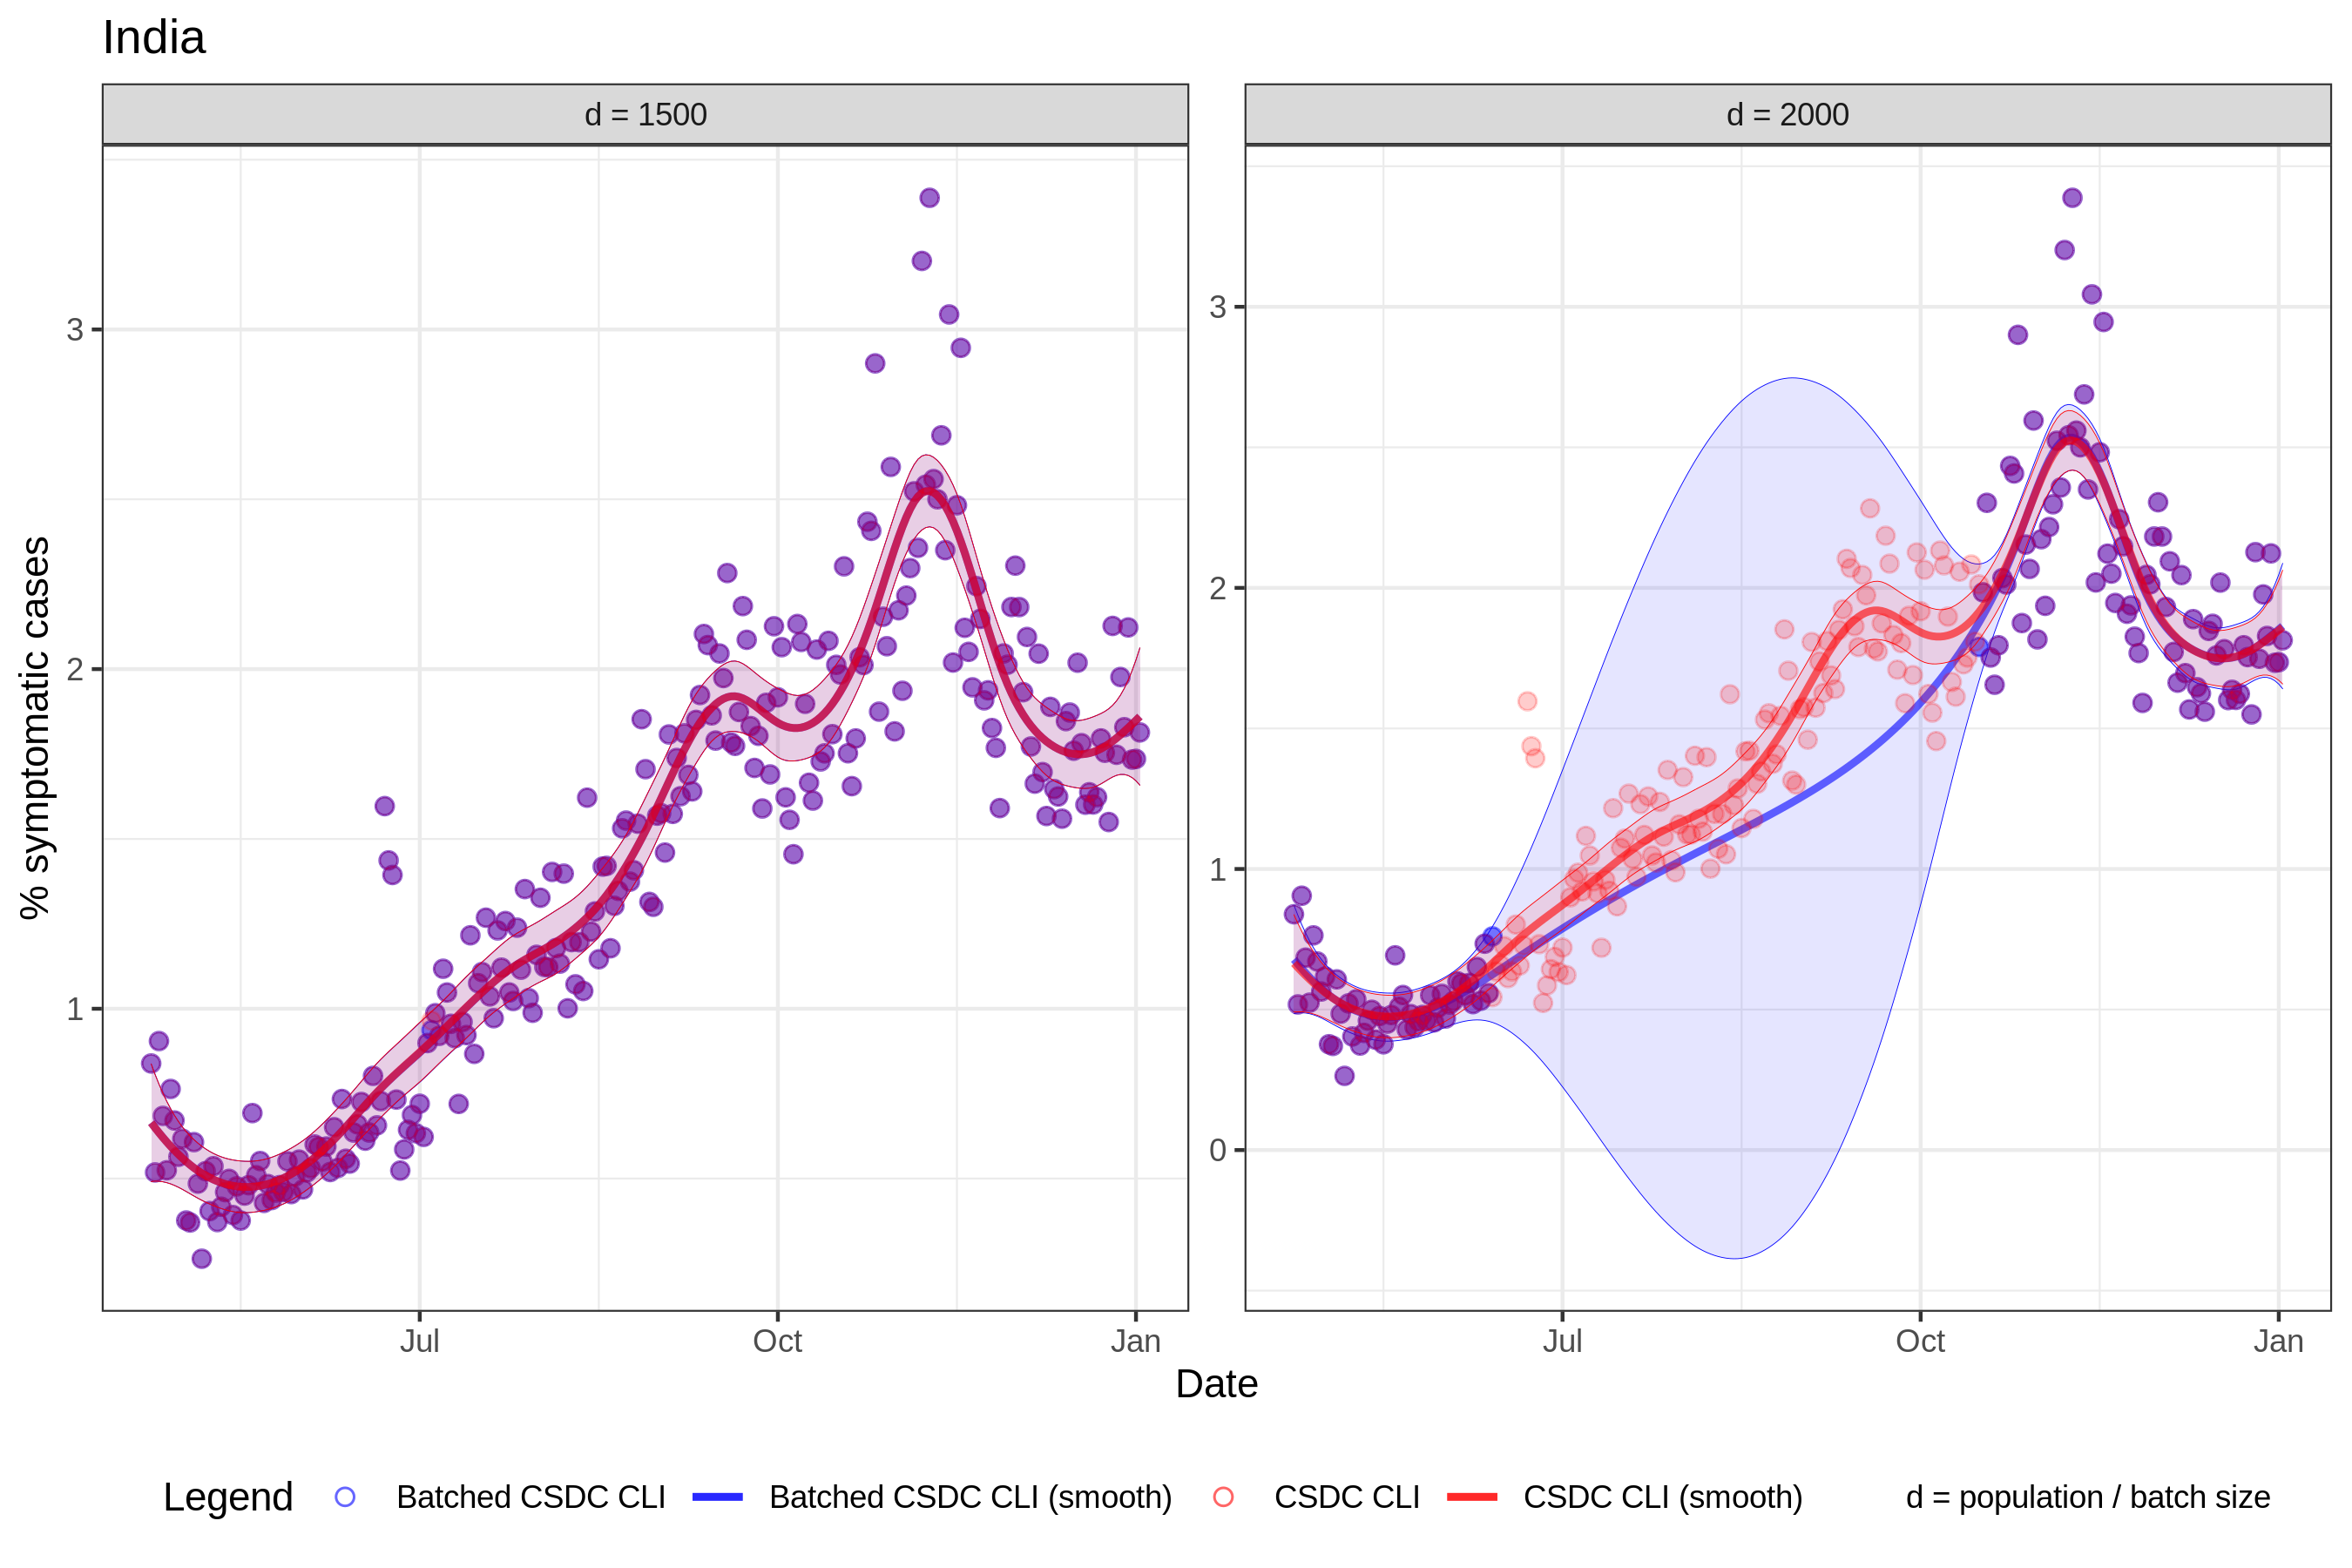 India
d = 1500
d = 2000
% symptomatic cases
3
2
1
3
2
1
0
Jul
Oct
Jan
Jul
Oct
Jan
Date
Legend
Batched CSDC CLI
Batched CSDC CLI (smooth)
CSDC CLI
CSDC CLI (smooth)
d = population / batch size